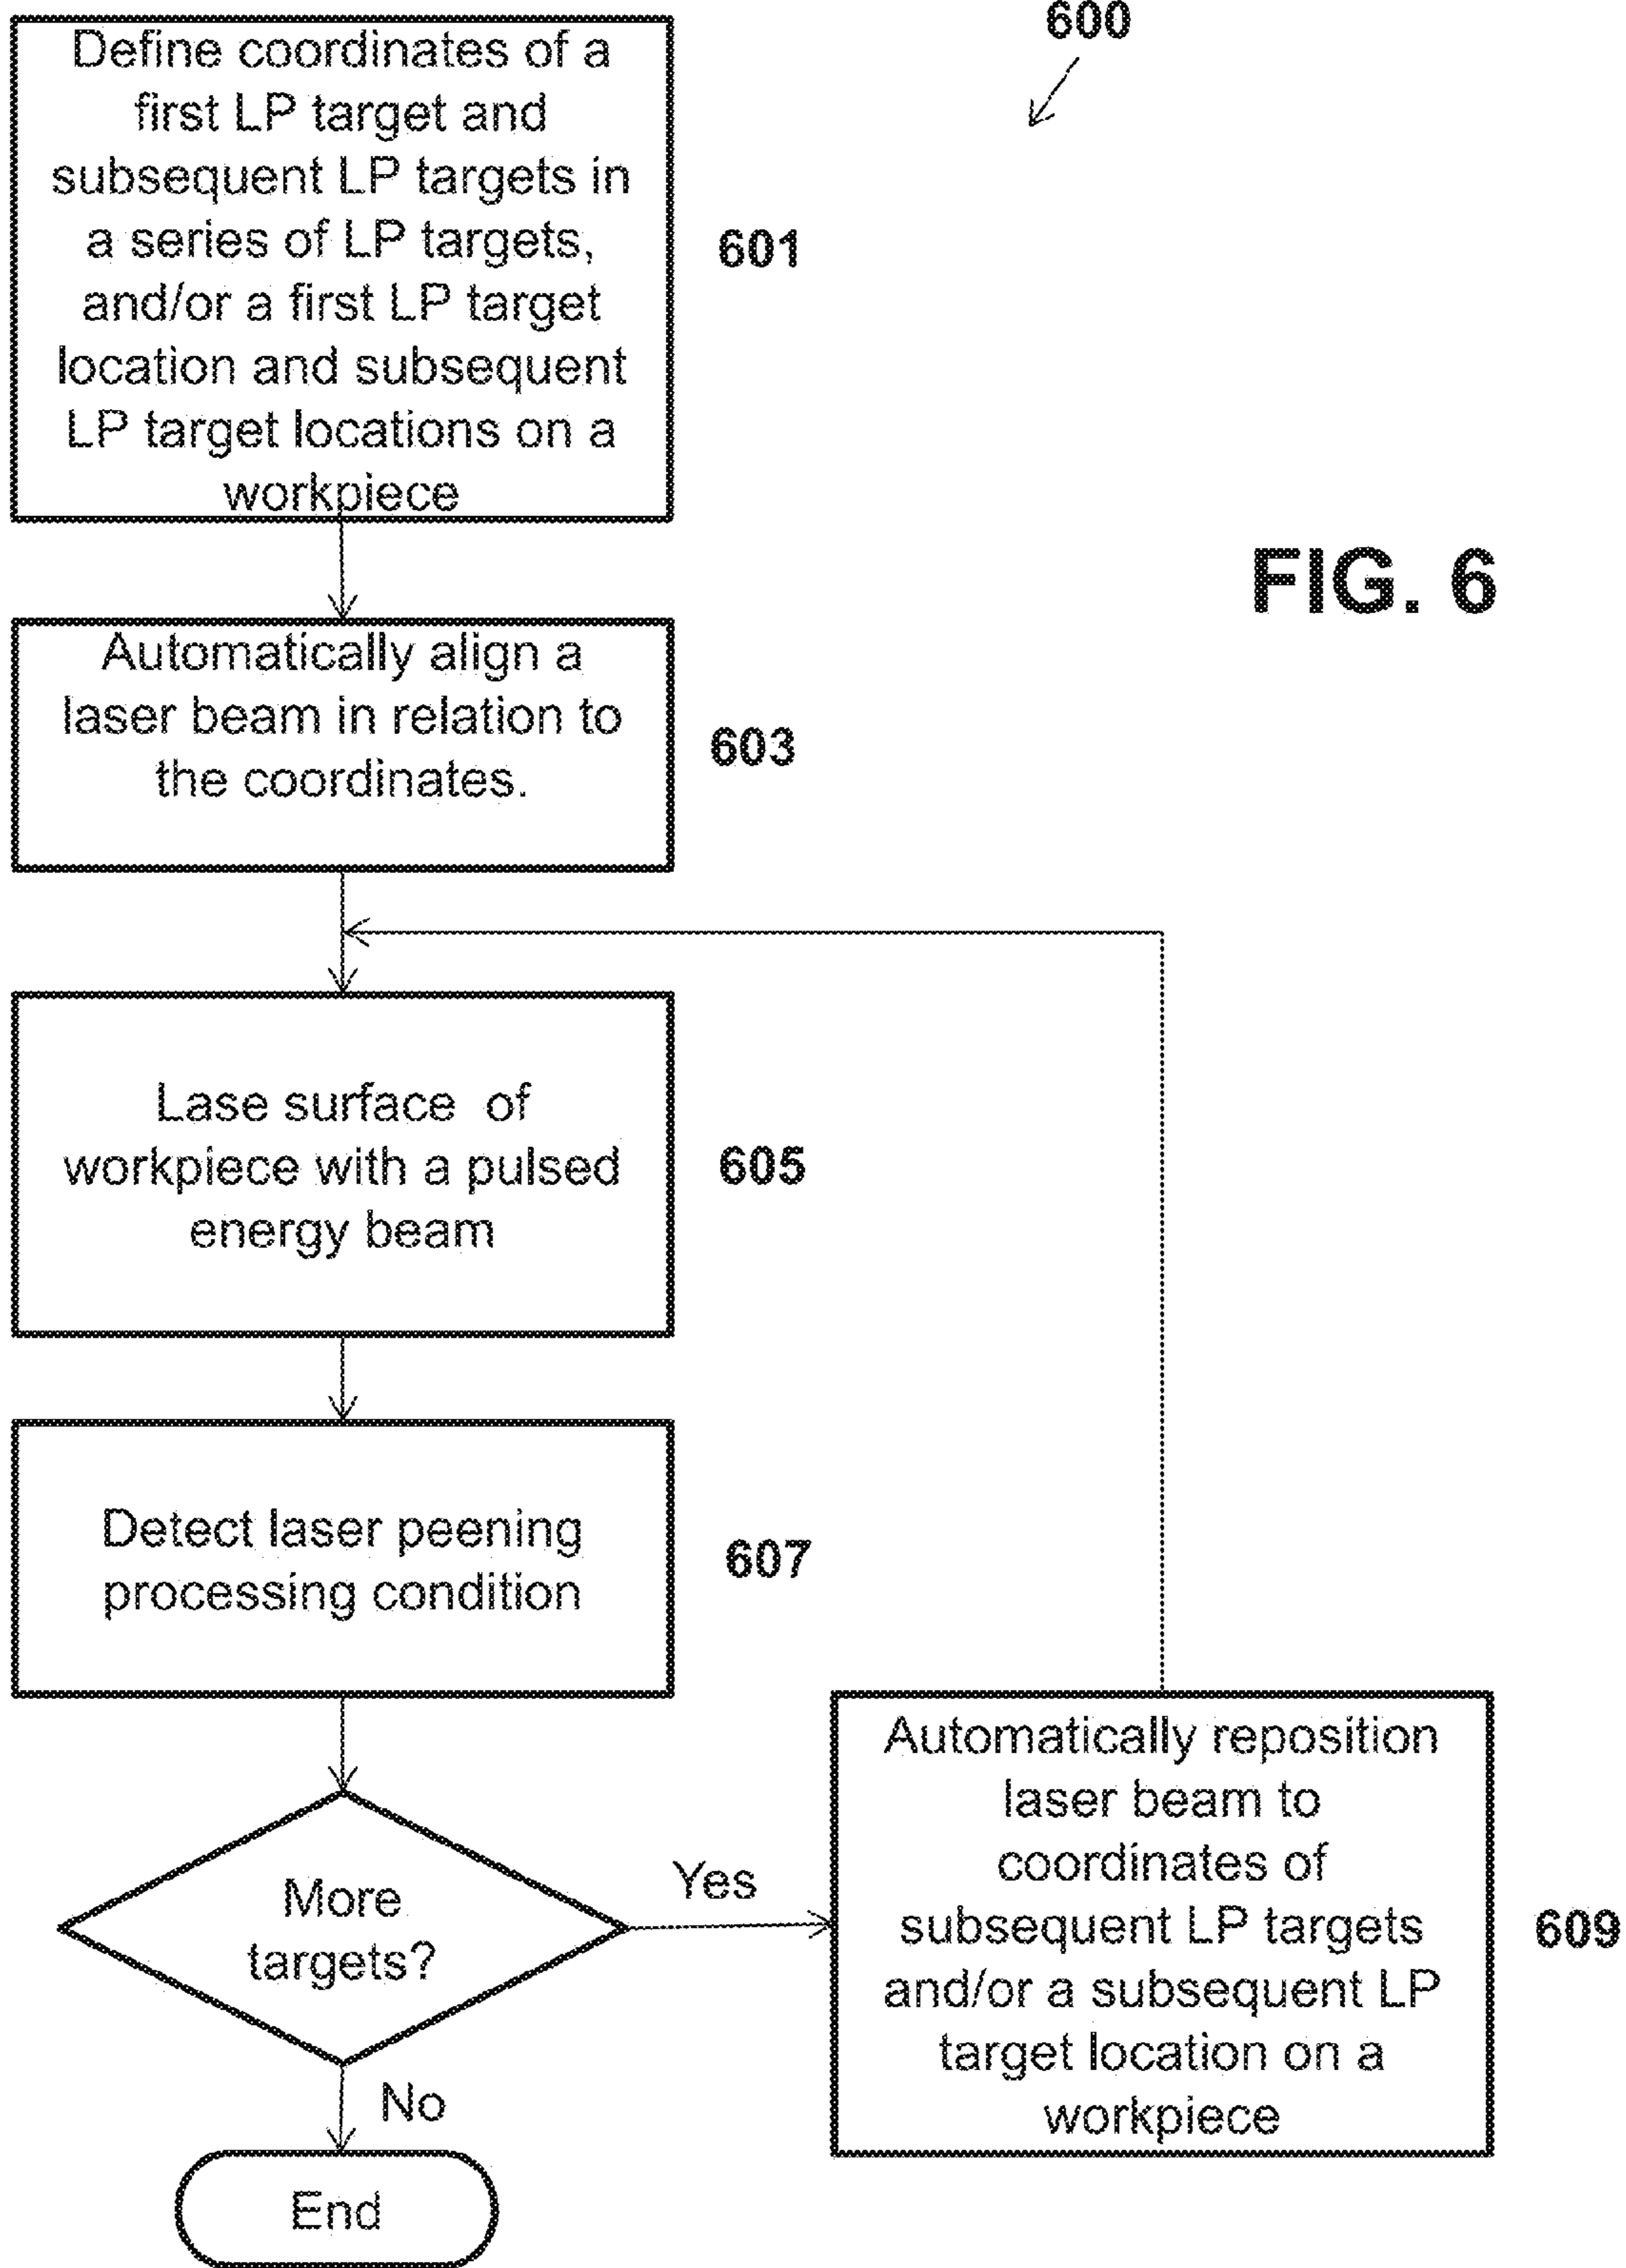 600
Define coordinates of a
first LP target and
subsequent LP targets in
a series of LP targets,
and/or a first LP target
location and subsequent
LP target locations on a
workpiece
601
FIG. 6
Automatically align a
laser beam in relation to
the coordinates.
603
Lase surface of
workpiece with a pulsed
energy beam
605
Detect laser peening
processing condition
607
More
targets?
Yes
Automatically reposition
laser beam to
coordinates of
subsequent LP targets
and/or a subsequent LP
target location on a
workpiece
609
No
End